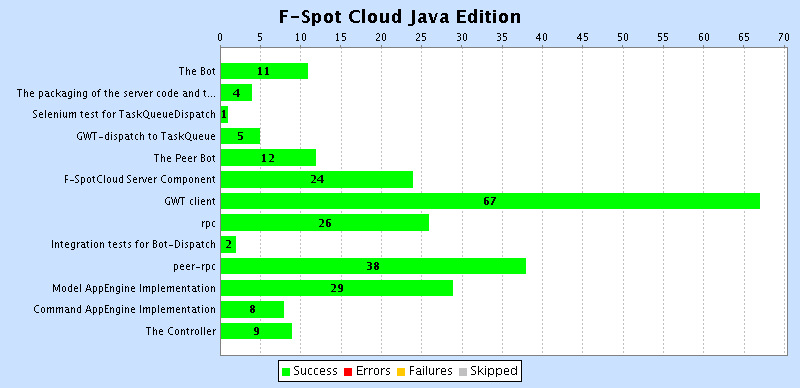 F-Spot Cloud Java Edition
0 5 10 15 20 25 30 35 40 45 50 55 60 65 70
The Bot 11
The packaging of the server code and t... 4
Selenium test for TaskQueueDispatch 1
GWT-dispatch to TaskQueue 5
The Peer Bot 12
F-SpotCloud Server Component 24
GWT client 67
rpc 26
Integration tests for Bot-Dispatch 2
peer-rpc 38
Model AppEngine Implementation 29
Command AppEngine Implementation 8
The Controller 9
Success Errors Failures Skipped